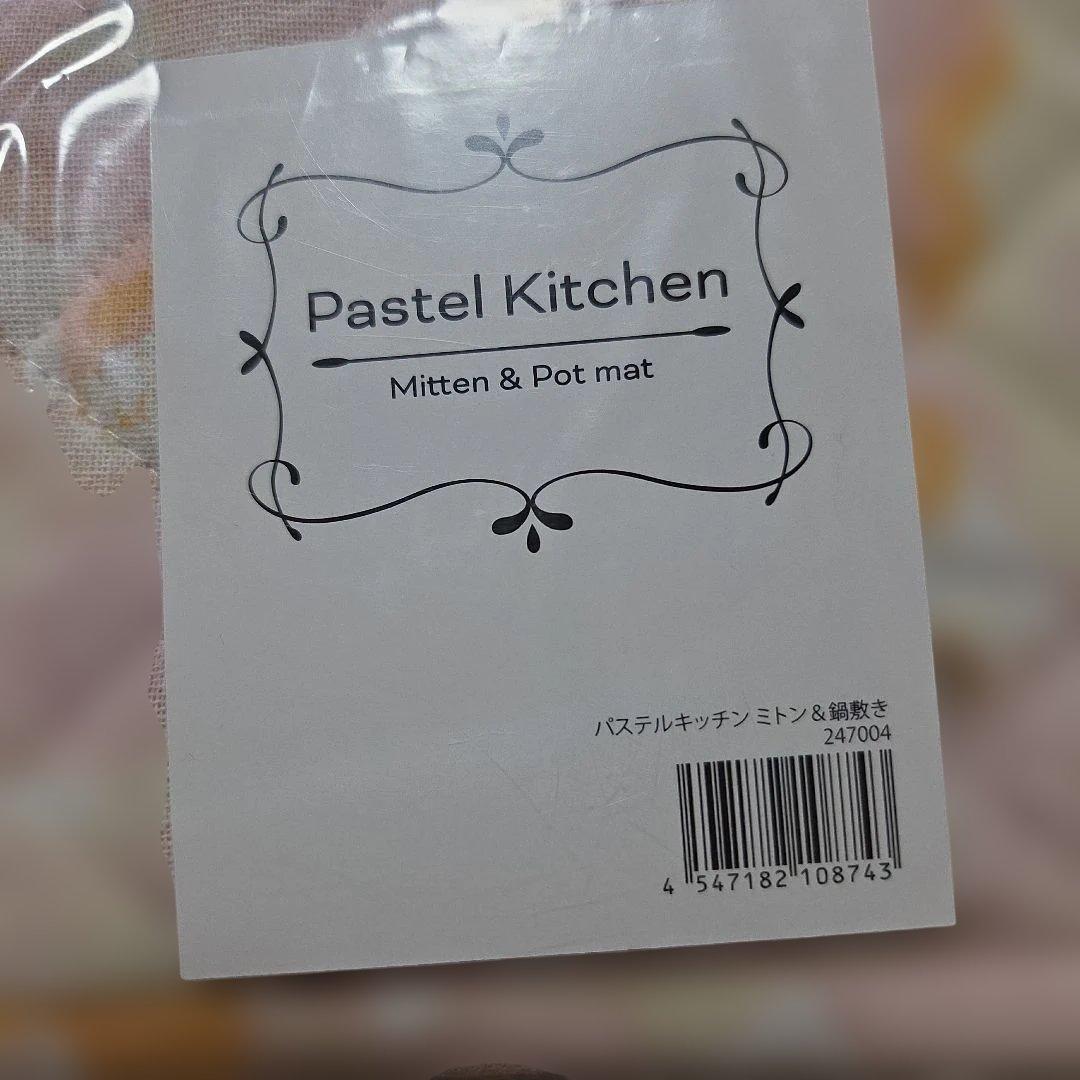 Pastel Kitchen
Mitten & Pot mat
パステルキッチン ミトン＆鍋敷き
247004
4 547182 108743